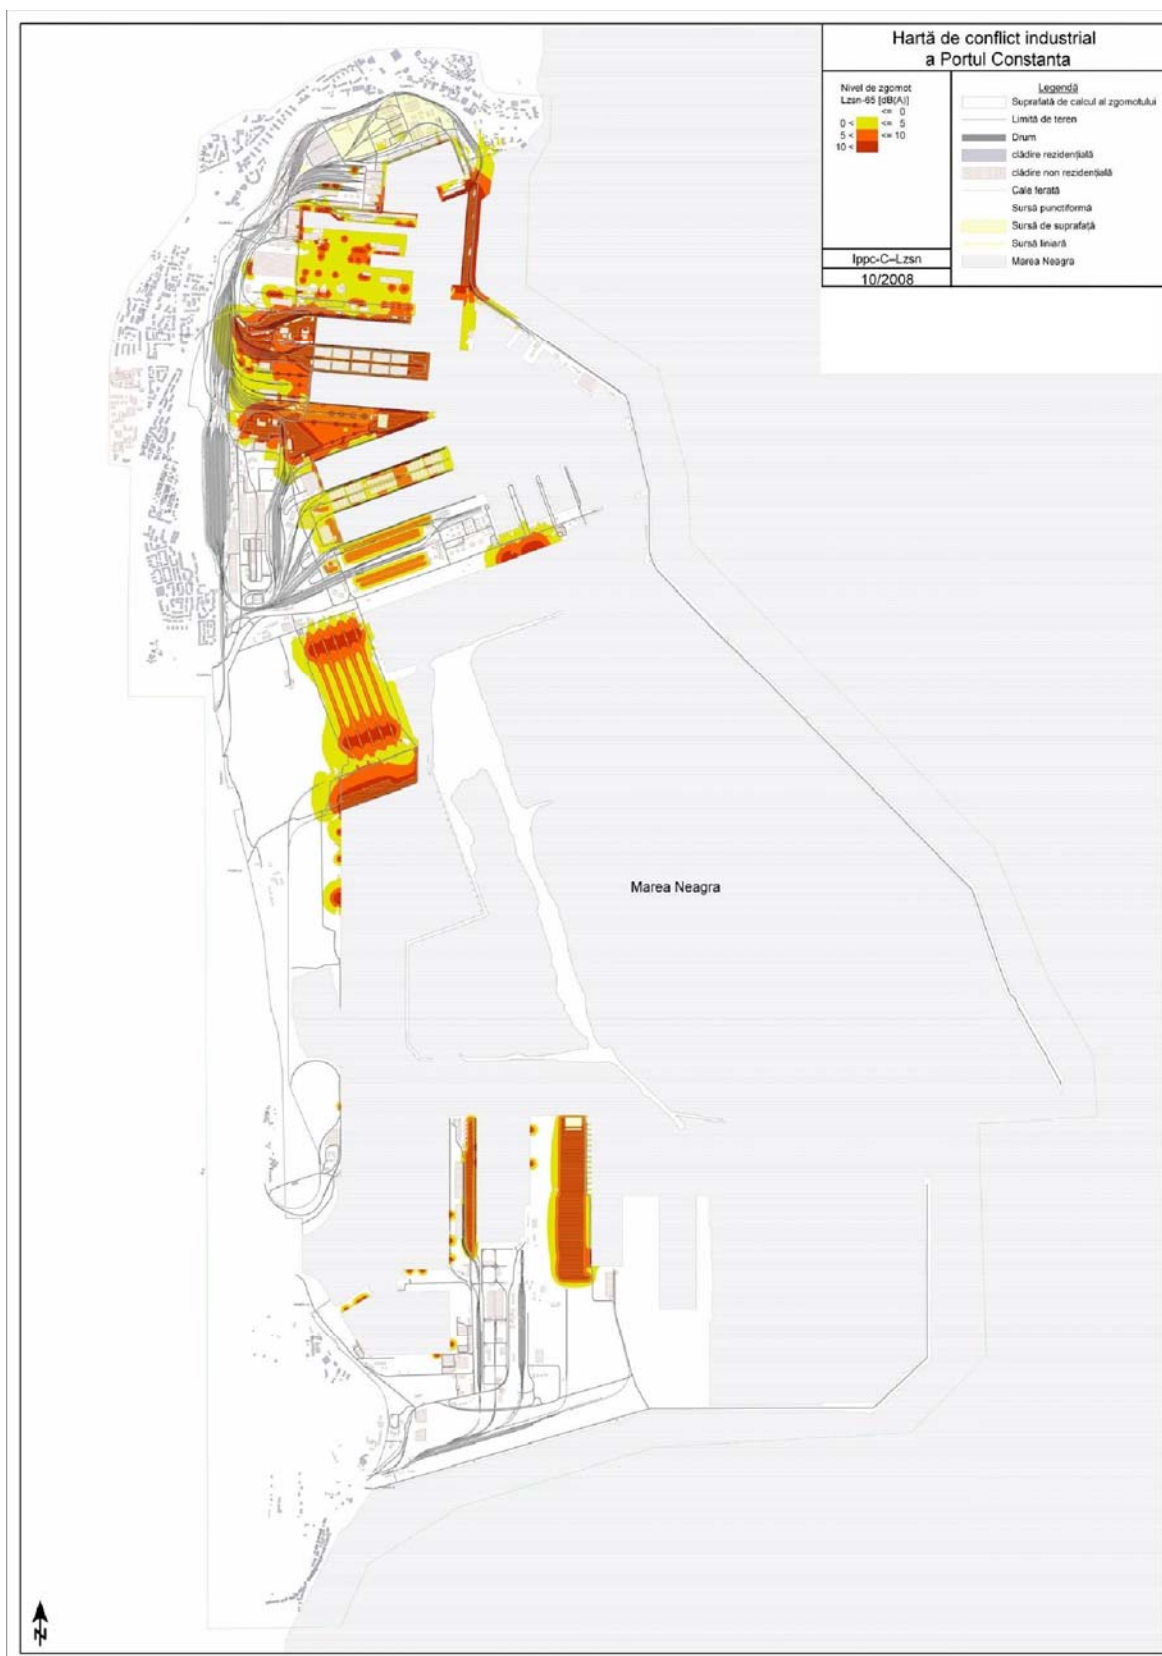 Hartă de conflict industrial
a Portul Constanta
Nivel de zgomot
Lzsn-65 [dB(A)]
<= 0
0 < <= 5
5 < <= 10
10 <
Legendă
Suprafată de calcul al zgomotului
Limită de teren
Drum
clădire rezidențială
clădire non rezidențială
Cale ferată
Sursă punctiformă
Sursă de suprafață
Sursă liniară
Marea Neagra
Ippc-C–Lzsn
10/2008
Marea Neagra
N